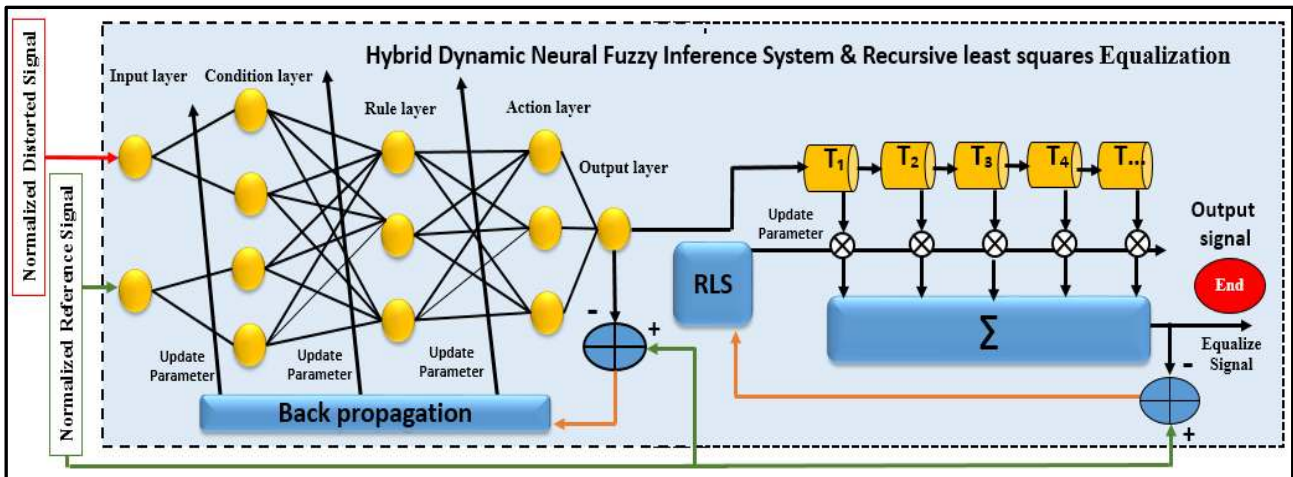 Hybrid Dynamic Neural Fuzzy Inference System & Recursive least squares Equalization
Normalized Distorted Signal
Normalized Reference Signal
Input layer
Condition layer
Rule layer
Action layer
Output layer
T1
T2
T3
T4
T...
Update
Parameter
RLS
Output
signal
End
Σ
Equalize
Signal
-
+
-
+
Update
Parameter
Update
Parameter
Update
Parameter
Back propagation